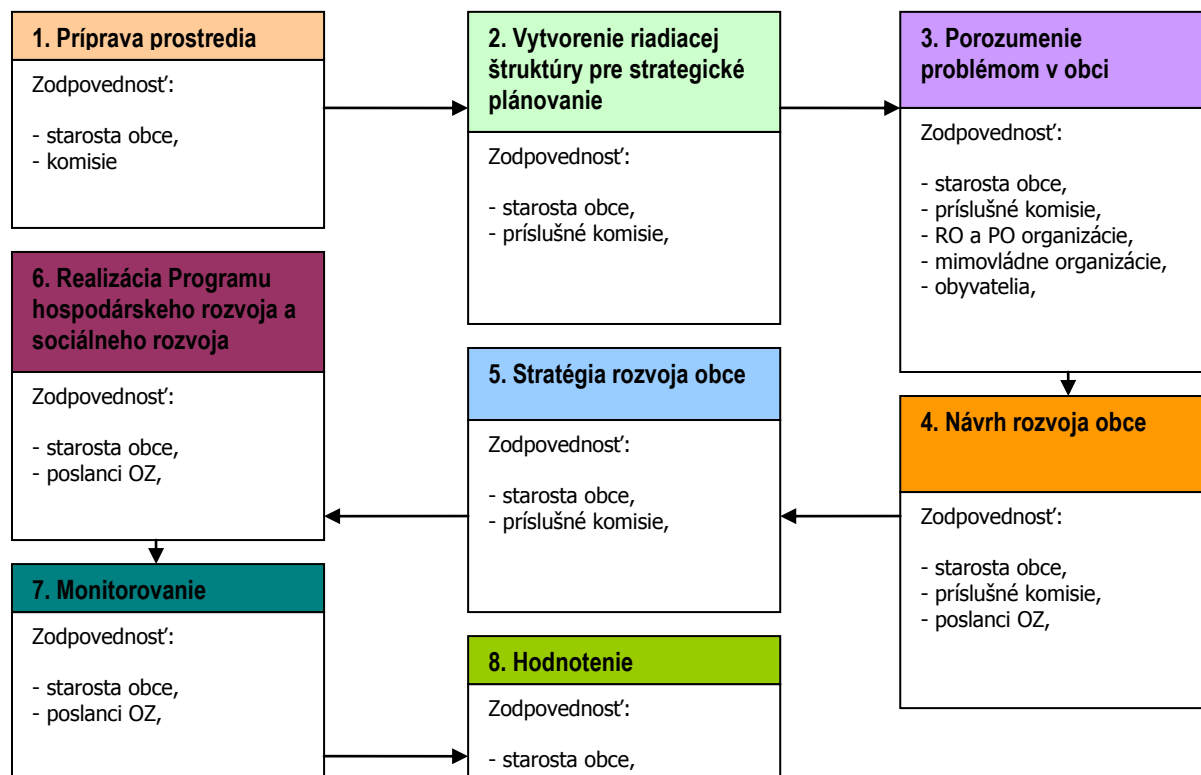 1. Príprava prostredia
Zodpovednosť:
- starosta obce,
- komisie
2. Vytvorenie riadiacej
štruktúry pre strategické
plánovanie
Zodpovednosť:
- starosta obce,
- príslušné komisie,
3. Porozumenie
problémom v obci
Zodpovednosť:
- starosta obce,
- príslušné komisie,
- RO a PO organizácie,
- mimovládne organizácie,
- obyvatelia,
4. Návrh rozvoja obce
Zodpovednosť:
- starosta obce,
- príslušné komisie,
- poslanci OZ,
5. Stratégia rozvoja obce
Zodpovednosť:
- starosta obce,
- príslušné komisie,
6. Realizácia Programu
hospodárskeho rozvoja a
sociálneho rozvoja
Zodpovednosť:
- starosta obce,
- poslanci OZ,
7. Monitorovanie
Zodpovednosť:
- starosta obce,
- poslanci OZ,
8. Hodnotenie
Zodpovednosť:
- starosta obce,